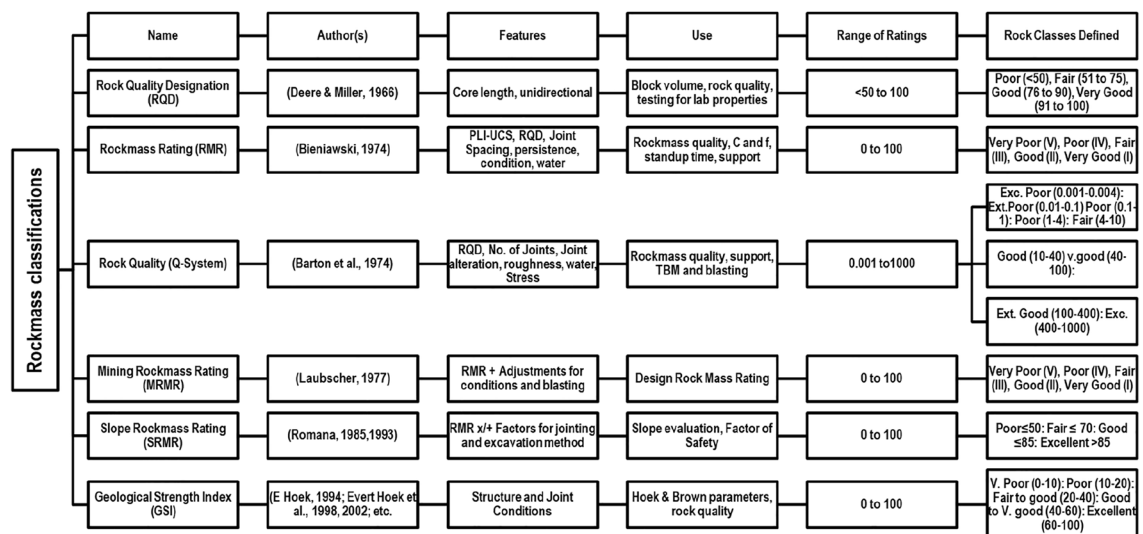 Rockmass classifications
Name
Author(s)
Features
Use
Range of Ratings
Rock Classes Defined
Rock Quality Designation
(RQD)
(Deere & Miller, 1966)
Core length, unidirectional
Block volume, rock quality,
testing for lab properties
<50 to 100
Poor (<50), Fair (51 to 75),
Good (76 to 90), Very Good
(91 to 100)
Rockmass Rating (RMR)
(Bieniawski, 1974)
PLI-UCS, RQD, Joint
Spacing, persistence,
condition, water
Rockmass quality, C and f,
standup time, support
0 to 100
Very Poor (V), Poor (IV), Fair
(III), Good (II), Very Good (I)
Rock Quality (Q-System)
(Barton et al., 1974)
RQD, No. of Joints, Joint
alteration, roughness, water,
Stress
Rockmass quality, support,
TBM and blasting
0.001 to1000
Exc. Poor (0.001-0.004):
Ext.Poor (0.01-0.1) Poor (0.1-
1): Poor (1-4): Fair (4-10)
Good (10-40) v.good (40-
100):
Ext. Good (100-400): Exc.
(400-1000)
Mining Rockmass Rating
(MRMR)
(Laubscher, 1977)
RMR + Adjustments for
conditions and blasting
Design Rock Mass Rating
0 to 100
Very Poor (V), Poor (IV), Fair
(III), Good (II), Very Good (I)
Slope Rockmass Rating
(SRMR)
(Romana, 1985,1993)
RMR x/+ Factors for jointing
and excavation method
Slope evaluation, Factor of
Safety
0 to 100
Poor≤50: Fair ≤ 70: Good
≤85: Excellent >85
Geological Strength Index
(GSI)
(E Hoek, 1994; Evert Hoek et
al., 1998, 2002; etc.
Structure and Joint
Conditions
Hoek & Brown parameters,
rock quality
0 to 100
V. Poor (0-10): Poor (10-20):
Fair to good (20-40): Good
to V. good (40-60): Excellent
(60-100)